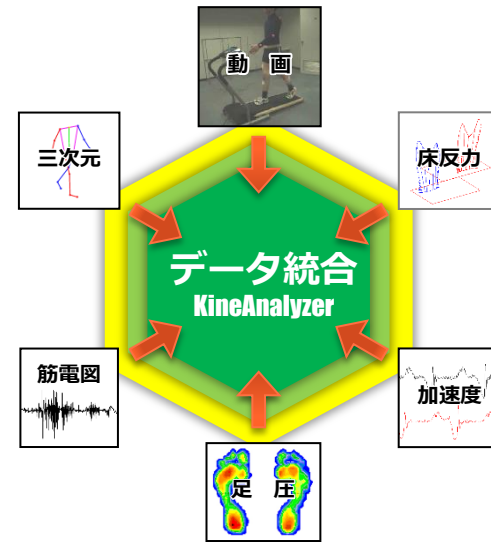 動 画
三次元
床反力
データ統合
KineAnalyzer
筋電図
加速度
足 圧